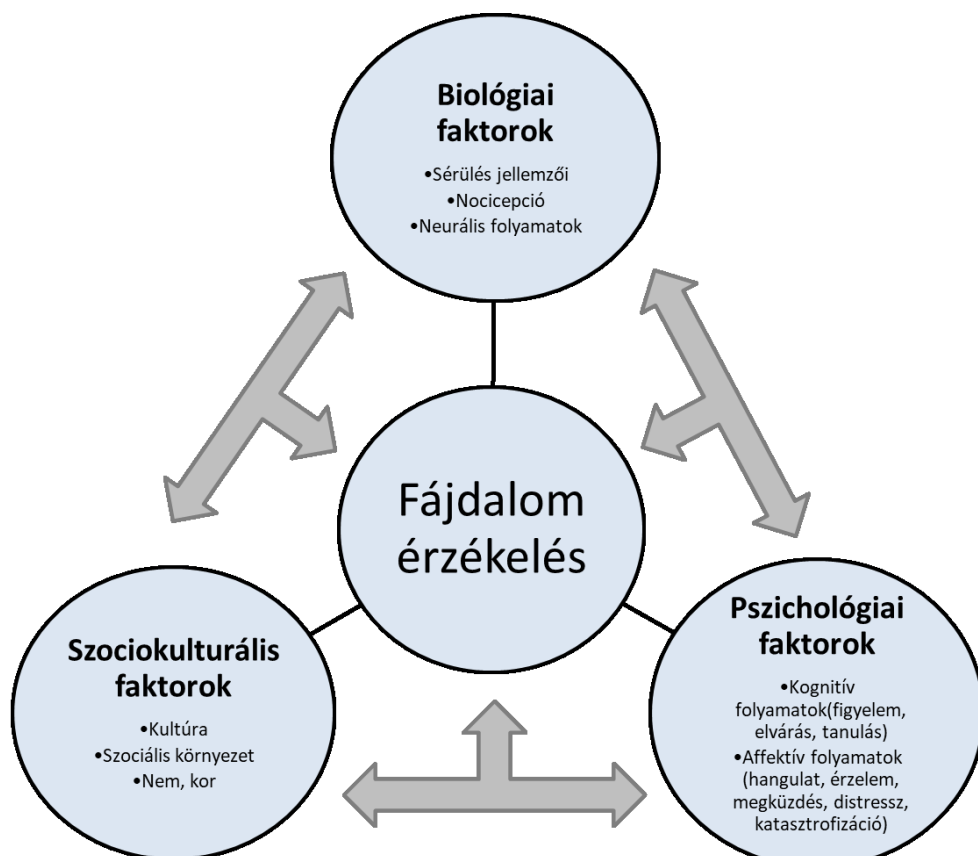 Biológiai
faktorok
•Sérülés jellemzői
•Nocicepció
•Neurális folyamatok
Fájdalom
érzékelés
Szociokulturális
faktorok
•Kultúra
•Szociális környezet
•Nem, kor
Pszichológiai
faktorok
•Kognitív
folyamatok(figyelem,
elvárás, tanulás)
•Affektív folyamatok
(hangulat, érzelem,
megküzdés, distressz,
katasztrofizáció)